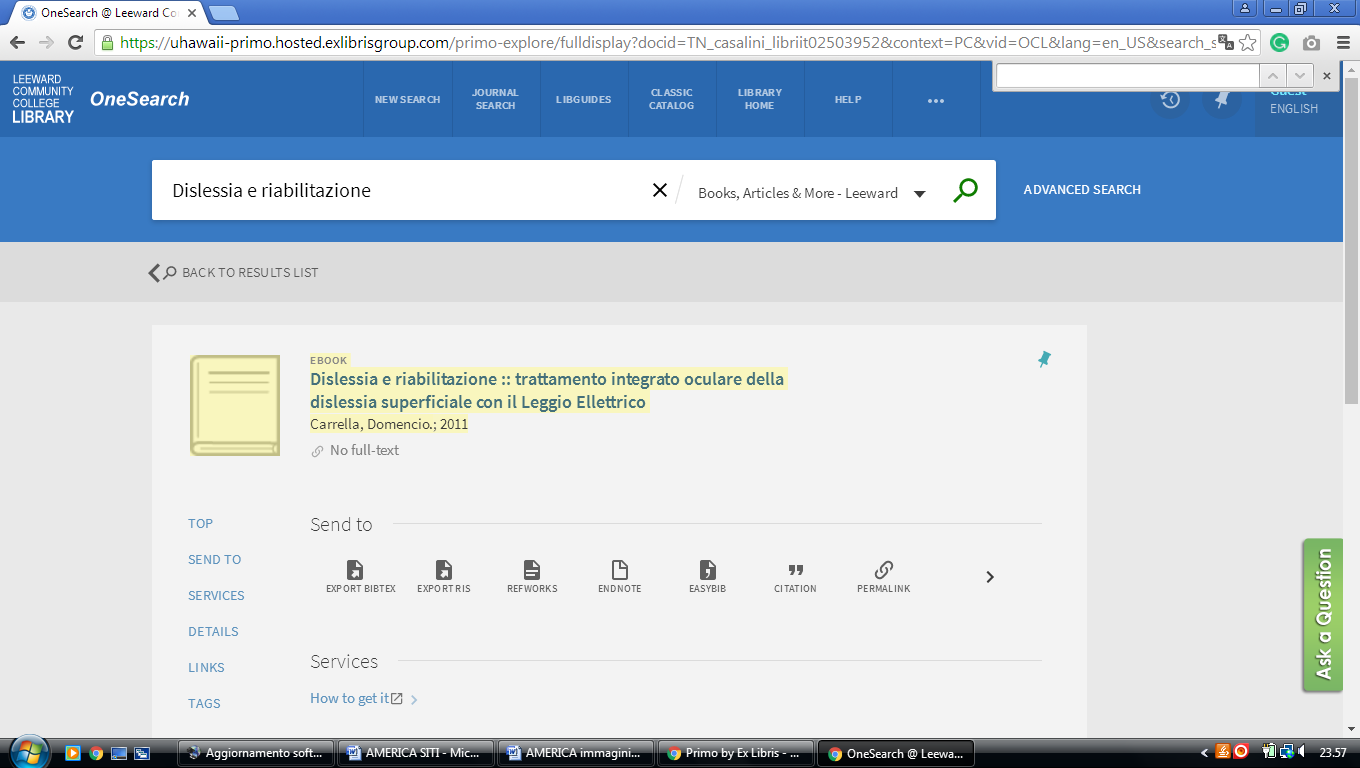 OneSearch @ Leeward Co
https://uhawaii-primo.hosted.exlibrisgroup.com/primo-explore/fulldisplay?docid=TN_casalini_libriit02503952&context=PC&vid=OCL&lang=en_US&search_s
LEEWARD
COMMUNITY
COLLEGE
LIBRARY
OneSearch
NEW SEARCH
JOURNAL
SEARCH
LIBGUIDES
CLASSIC
CATALOG
LIBRARY
HOME
HELP
•••
Guest
ENGLISH
Dislessia e riabilitazione
Books, Articles & More - Leeward
ADVANCED SEARCH
BACK TO RESULTS LIST
EBOOK
Dislessia e riabilitazione :: trattamento integrato oculare della
dislessia superficiale con il Leggio Ellettrico
Carrella, Domencio.; 2011
No full-text
TOP
SEND TO
SERVICES
DETAILS
LINKS
TAGS
Send to
EXPORT BIBTEX
EXPORT RIS
REFWORKS
ENDNOTE
EASYBIB
CITATION
PERMALINK
Services
How to get it
Ask a Question
Aggiornamento soft...
AMERICA SITI - Mic...
AMERICA immagini...
Primo by Ex Libris - ...
OneSearch @ Leewa...
23.57